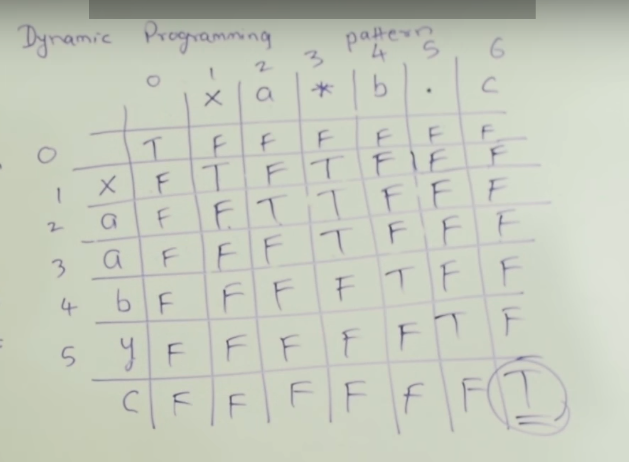 Dynamic Programming pattern
0 1 2 3 4 5 6
x a * b . c
0 T F F F F F F
1 x F T F T F F F
2 a F F T T F F F
3 a F F F T F F F
4 b F F F F T F F
5 y F F F F F T F
c F F F F F F T